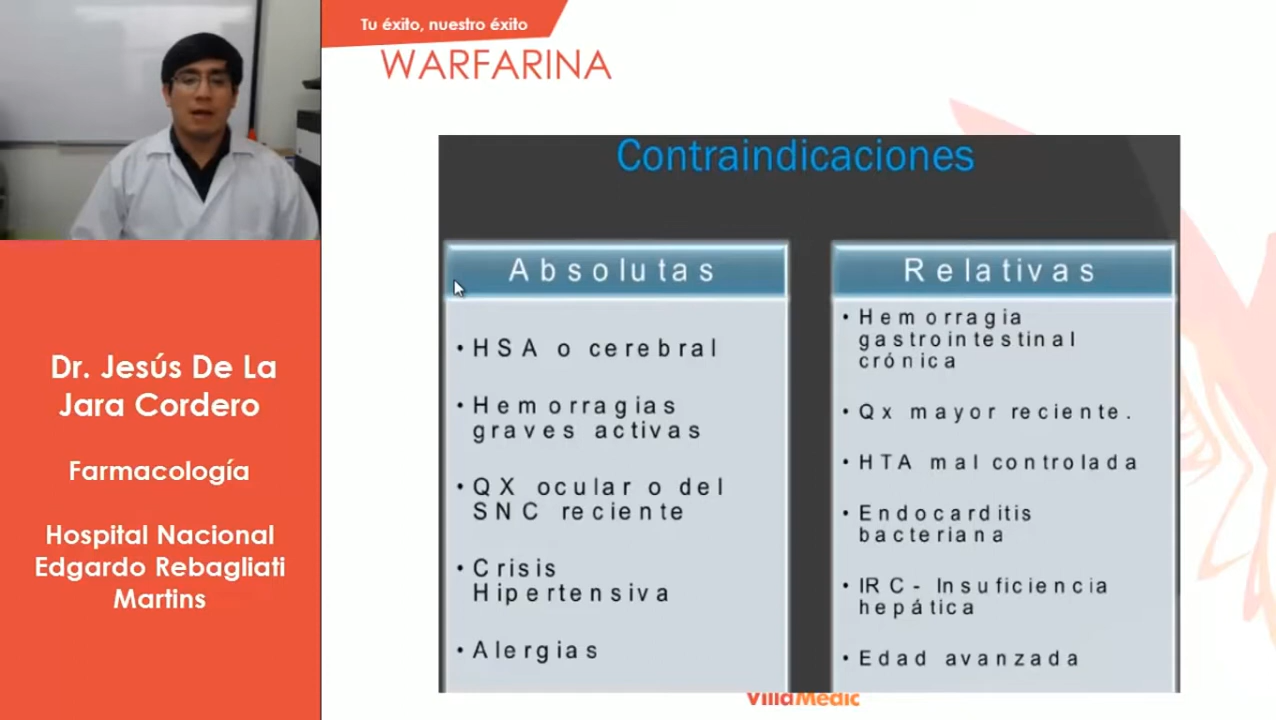 Tu éxito, nuestro éxito
WARFARINA
Contraindicaciones
Absolutas
• HSA o cerebral
• Hemorragias
graves activas
• QX ocular o del
SNC reciente
• Crisis
Hipertensiva
• Alergias
Relativas
• Hemorragia
gastrointestinal
crónica
• Qx mayor reciente.
• HTA mal controlada
• Endocarditis
bacteriana
• IRC- Insuficiencia
hepática
• Edad avanzada
Dr. Jesús De La
Jara Cordero
Farmacología
Hospital Nacional
Edgardo Rebagliati
Martins
VillaMedic